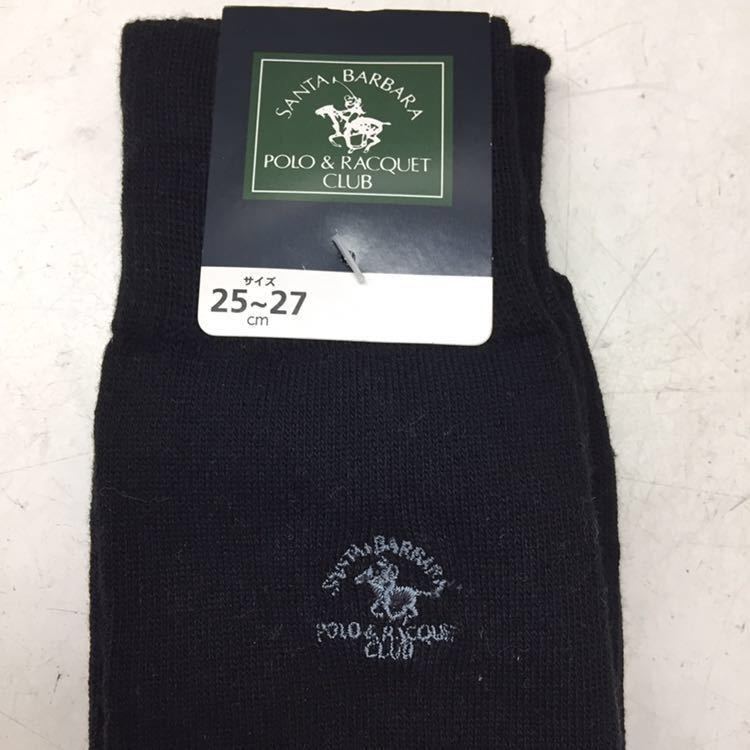 SANTA BARBARA
POLO & RACQUET
CLUB
サイズ
25~27
cm
SANTA BARBARA
POLO & RACQUET
CLUB